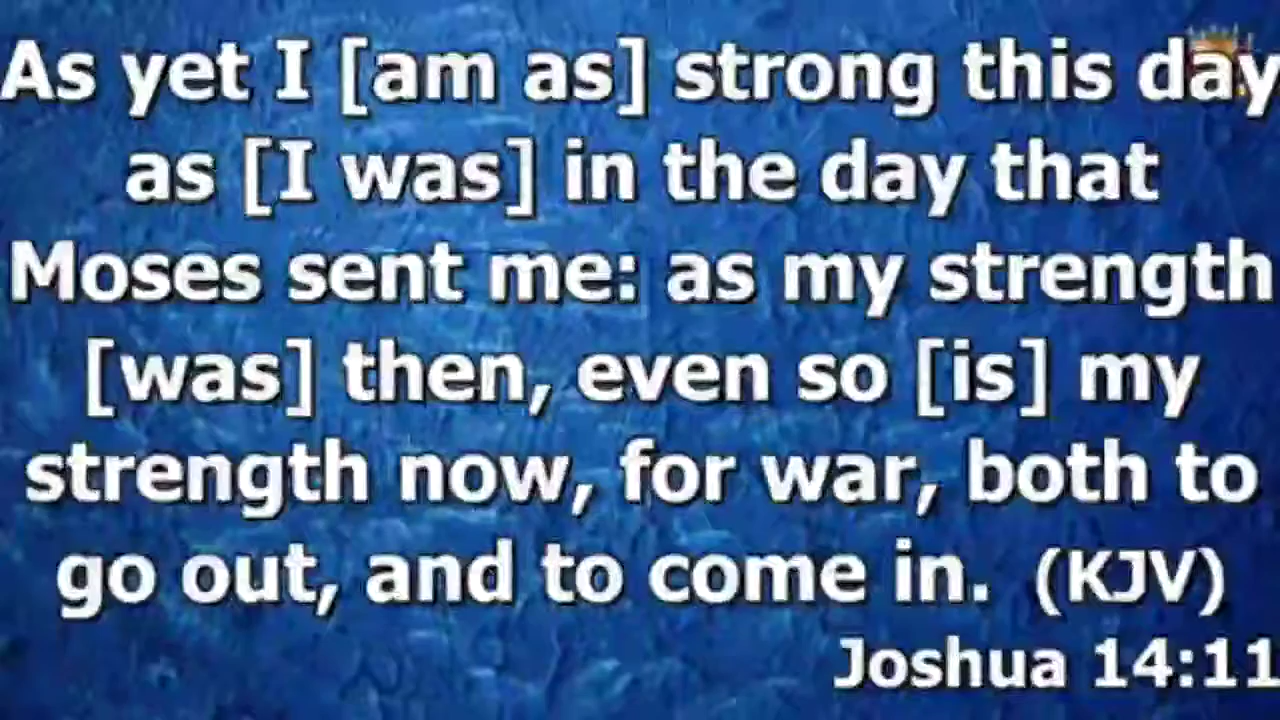 As yet I [am as] strong this day
as [I was] in the day that
Moses sent me: as my strength
[was] then, even so [is] my
strength now, for war, both to
go out, and to come in. (KJV)
Joshua 14:11